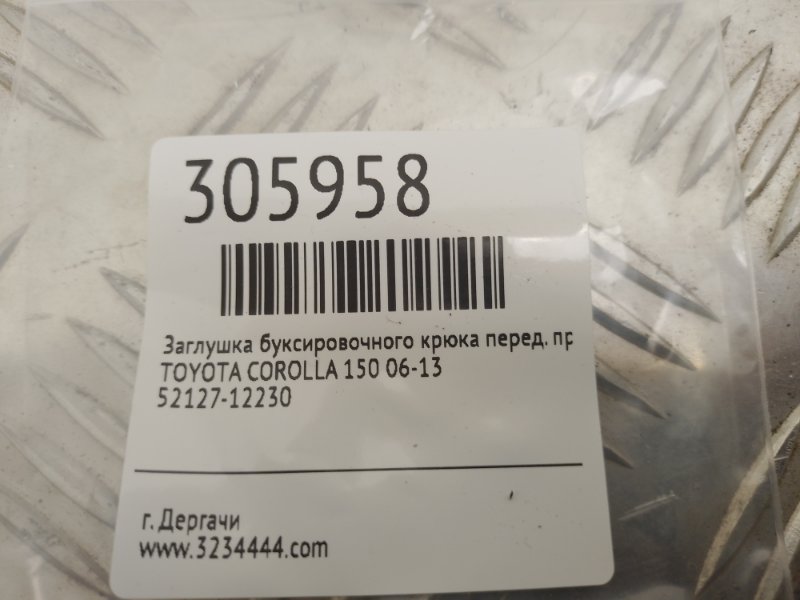 305958
Заглушка буксировочного крюка перед. пр
TOYOTA COROLLA 150 06-13
52127-12230
г. Дергачи
www.3234444.com